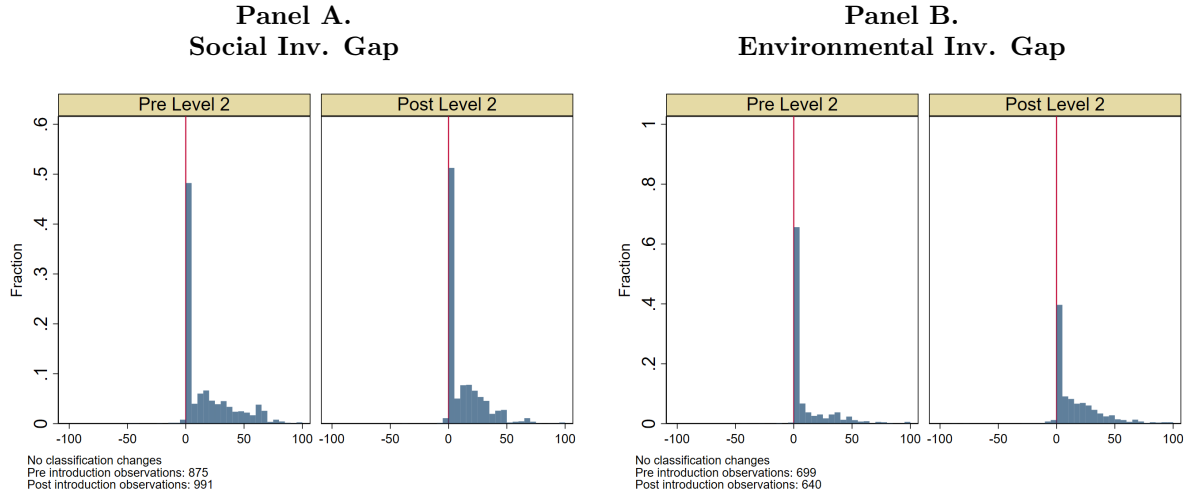 Panel A.
Social Inv. Gap
Pre Level 2
Post Level 2
Fraction
.6
.5
.4
.3
.2
.1
0
-100 -50 0 50 100
-100 -50 0 50 100
No classification changes
Pre introduction observations: 875
Post introduction observations: 991
Panel B.
Environmental Inv. Gap
Pre Level 2
Post Level 2
Fraction
1
.8
.6
.4
.2
0
-100 -50 0 50 100
-100 -50 0 50 100
No classification changes
Pre introduction observations: 699
Post introduction observations: 640